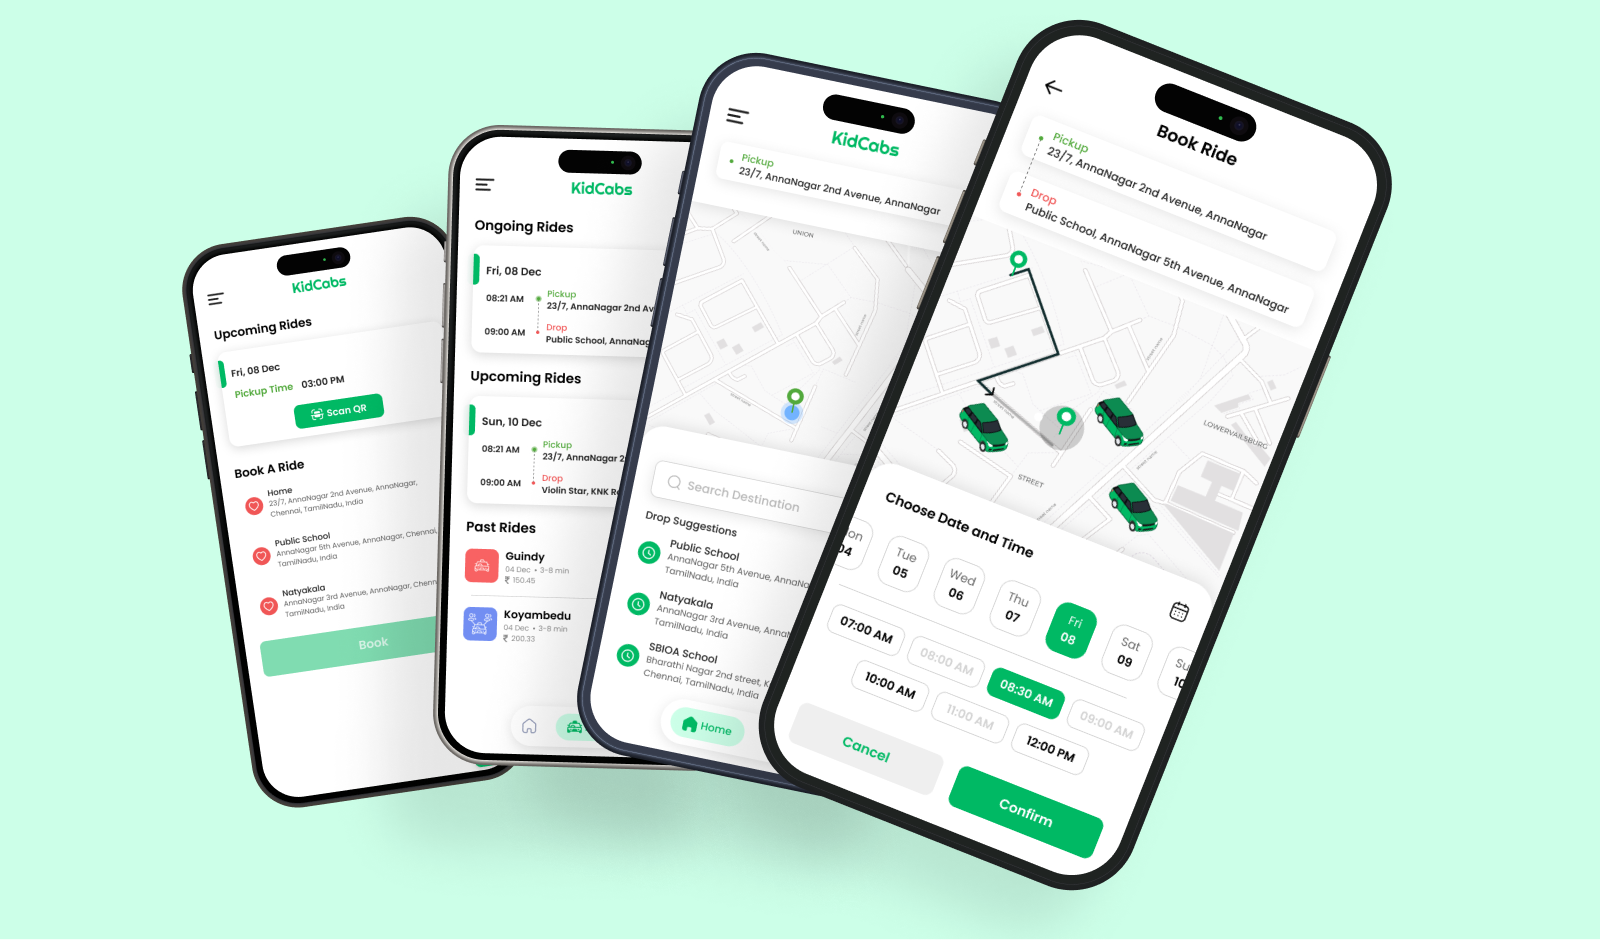 KidCabs
Upcoming Rides
Fri, 08 Dec
Pickup Time 03:00 PM
Scan QR
Book A Ride
Home
23/7, AnnaNagar 2nd Avenue, AnnaNagar,
Chennai, TamilNadu, India
Public School
AnnaNagar 5th Avenue, AnnaNagar, Chennai,
TamilNadu, India
Natyakala
AnnaNagar 3rd Avenue, AnnaNagar, Chenn
TamilNadu, India
Book
KidCabs
Ongoing Rides
Fri, 08 Dec
08:21 AM
Pickup
23/7, AnnaNagar 2nd Av
09:00 AM
Drop
Public School, AnnaNag
Upcoming Rides
Sun, 10 Dec
08:21 AM
Pickup
23/7, AnnaNagar 2
09:00 AM
Drop
Violin Star, KNK R
Past Rides
Guindy
04 Dec • 3-8 min
₹ 150.45
Koyambedu
04 Dec • 3-8 min
₹ 200.33
KidCabs
Pickup
23/7, AnnaNagar 2nd Avenue, AnnaNagar
UNION
Search Destination
Drop Suggestions
Public School
AnnaNagar 5th Avenue, AnnaNa
TamilNadu, India
Natyakala
AnnaNagar 3rd Avenue, Anna
TamilNadu, India
SBIOA School
Bharathi Nagar 2nd street, K
Chennai, TamilNadu, India
Home
Book Ride
Pickup
23/7, AnnaNagar 2nd Avenue, AnnaNagar
Drop
Public School, AnnaNagar 5th Avenue, AnnaNagar
LOWERVAILSBURG
STREET
Choose Date and Time
on
04
Tue
05
Wed
06
Thu
07
Fri
08
Sat
09
Su
10
07:00 AM
08:00 AM
08:30 AM
09:00 AM
10:00 AM
11:00 AM
12:00 PM
Cancel
Confirm